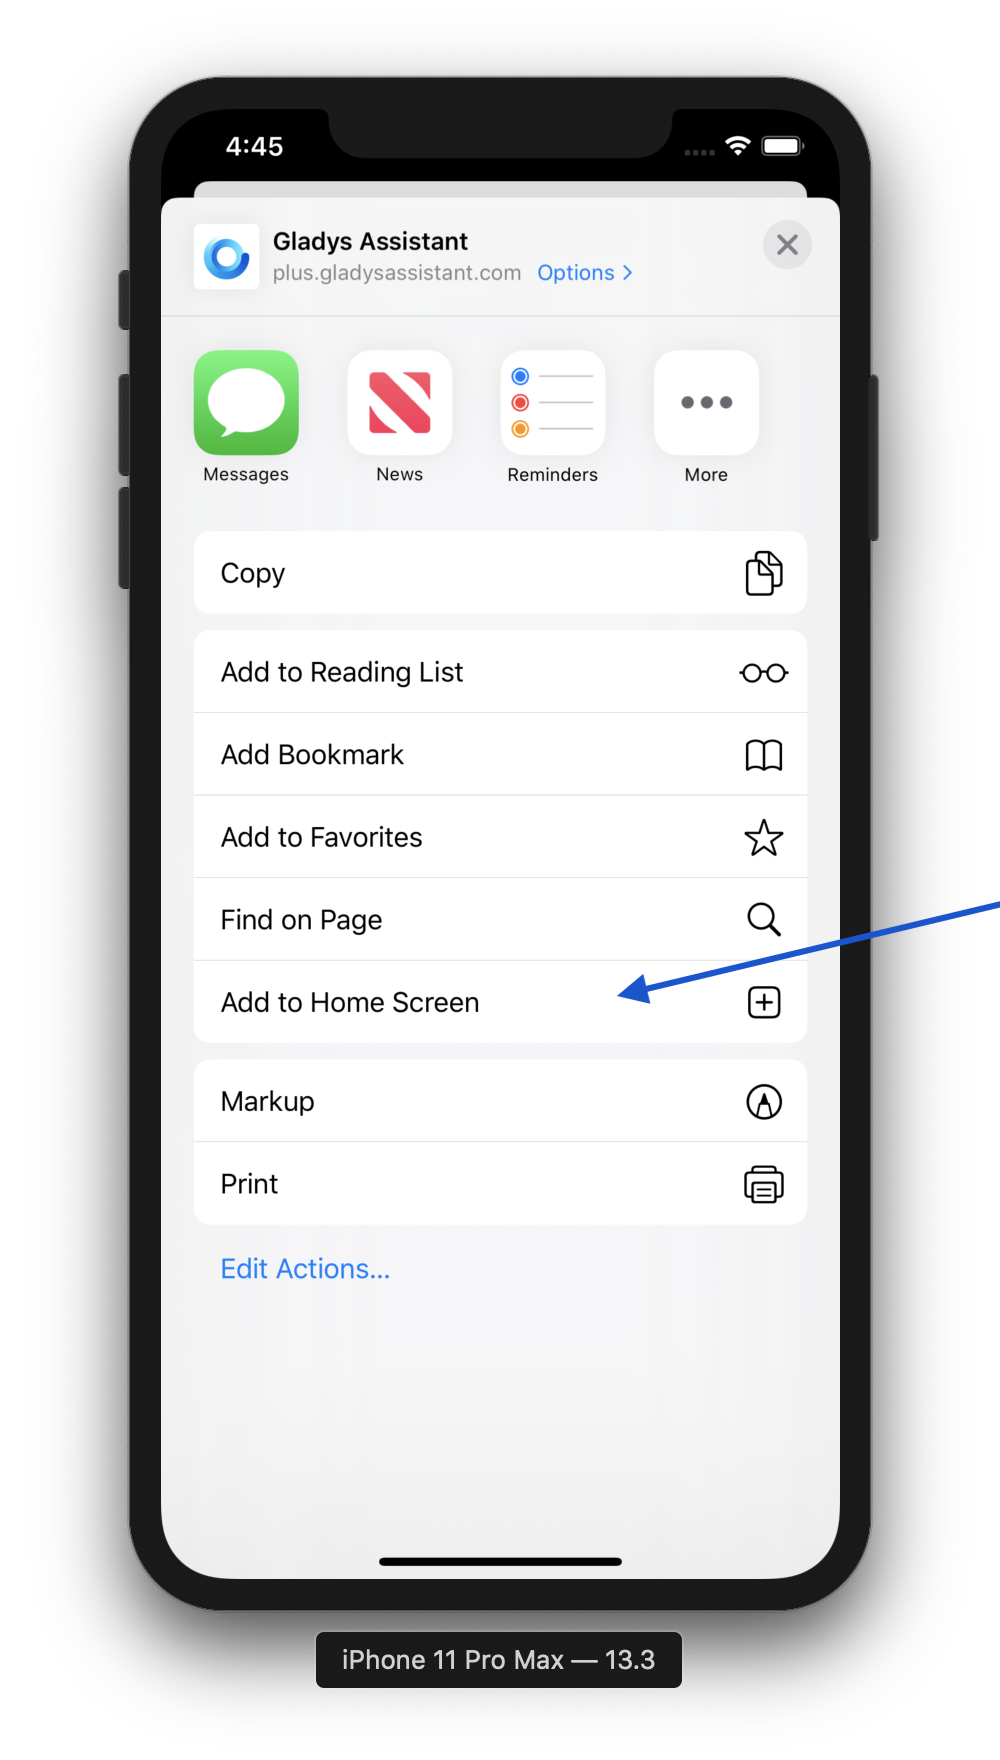 4:45
Gladys Assistant
plus.gladysassistant.com Options >
Messages News Reminders More
Copy
Add to Reading List
Add Bookmark
Add to Favorites
Find on Page
Add to Home Screen
Markup
Print
Edit Actions...
iPhone 11 Pro Max — 13.3